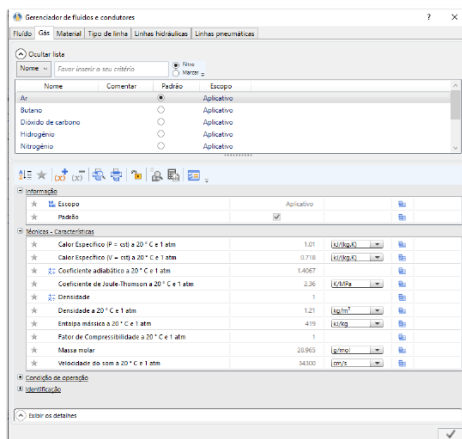 Gerenciador de fluidos e condutores ? X
Fluído Gás Material Tipo de linha Linhas hidráulicas Linhas pneumáticas
Ocultar lista
Nome Favor inserir o seu critério Filtro
Marcar
Nome Comentar Padrão Escopo
Ar Aplicativo
Butano Aplicativo
Dióxido de carbono Aplicativo
Hidrogénio Aplicativo
Nitrogénio Aplicativo
Informação
Escopo Aplicativo
Padrão
Técnicas - Características
Calor Específico (P = cst) a 20 ° C e 1 atm 1.01 kJ/(kg.K)
Calor Específico (V = cst) a 20 ° C e 1 atm 0.718 kJ/(kg.K)
Coeficiente adiabático a 20 ° C e 1 atm 1.4067
Coeficiente de Joule-Thomson a 20 ° C e 1 atm 2.36 K/MPa
Densidade 1
Densidade a 20 ° C e 1 atm 1.21 kg/m³
Entalpa mássica a 20 ° C e 1 atm 419 kJ/kg
Fator de Compressibilidade a 20 ° C e 1 atm 1
Massa molar 28.965 g/mol
Velocidade do som a 20 ° C e 1 atm 34300 cm/s
Condição de operação
Identificação
Exibir os detalhes